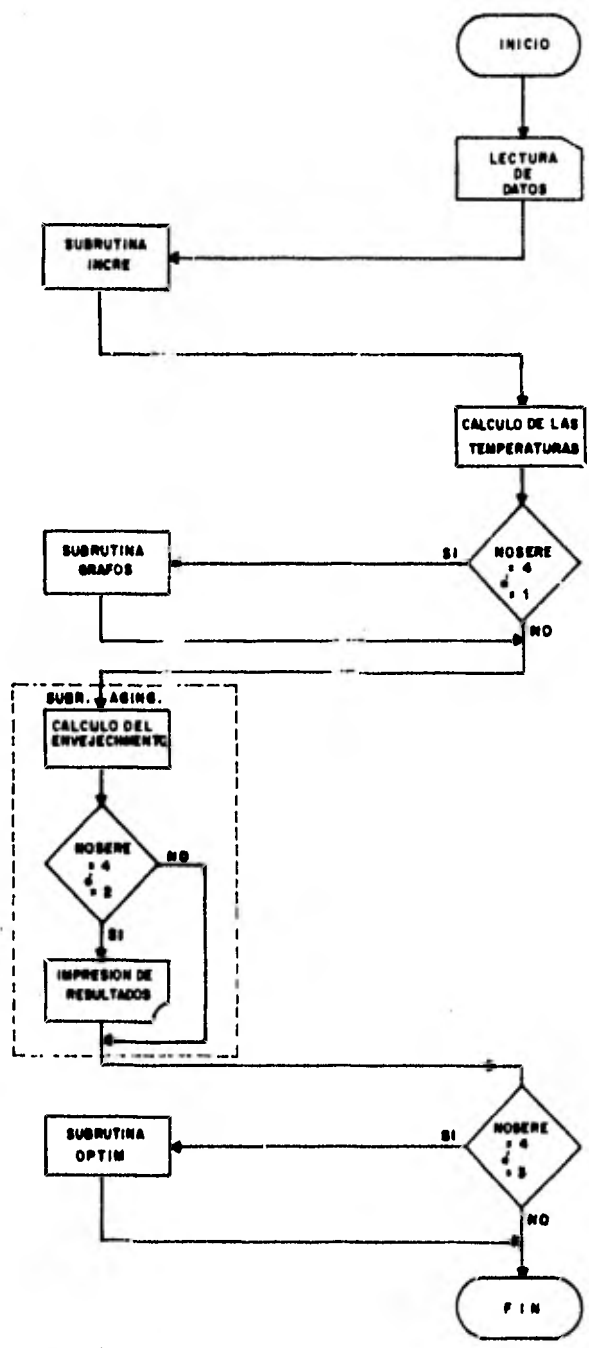 INICIO
LECTURA
DE
DATOS
SUBRUTINA
INCRE
CALCULO DE LAS
TEMPERATURAS
SUBRUTINA
GRAFOS
SI
NOSERE
= 4
ó
= 1
NO
SUBR. AGING.
CALCULO DEL
ENVEJECIMIENTO
NOSERE
= 4
ó
= 2
NO
SI
IMPRESION DE
RESULTADOS
SUBRUTINA
OPTIM
SI
NOSERE
= 4
ó
= 3
NO
FIN